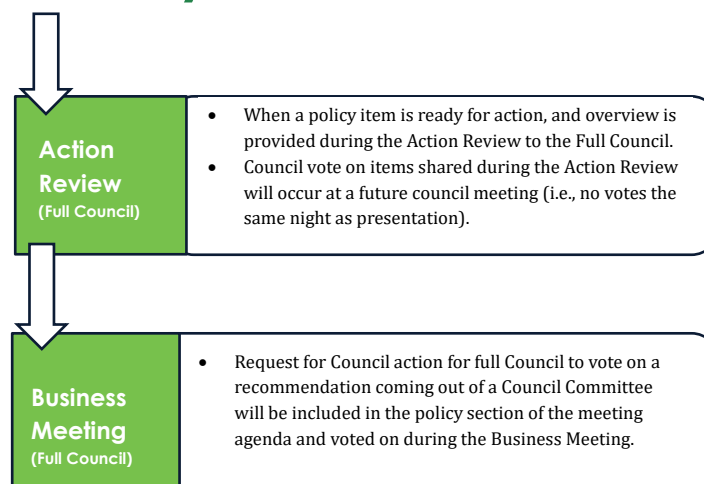 Action
Review
(Full Council)
• When a policy item is ready for action, and overview is
provided during the Action Review to the Full Council.
• Council vote on items shared during the Action Review
will occur at a future council meeting (i.e., no votes the
same night as presentation).
Business
Meeting
(Full Council)
• Request for Council action for full Council to vote on a
recommendation coming out of a Council Committee
will be included in the policy section of the meeting
agenda and voted on during the Business Meeting.